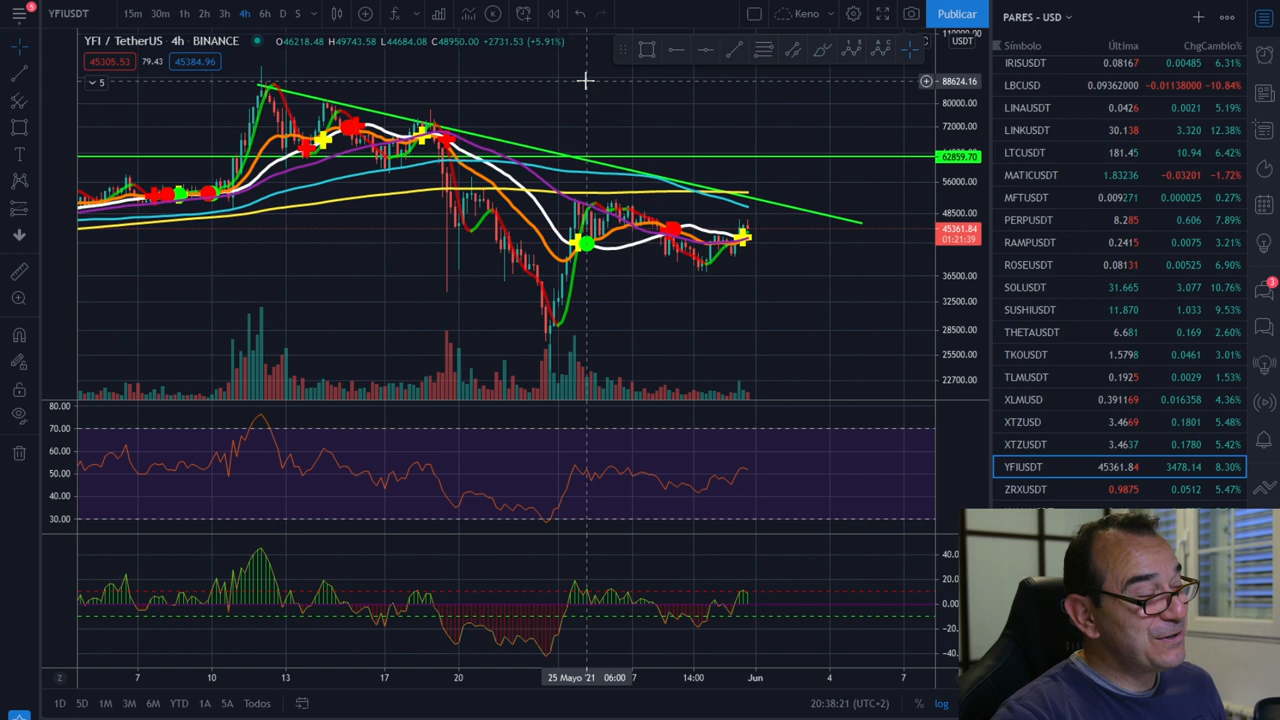 5
YFIUSDT 15m 30m 1h 2h 3h 4h 6h D S Keno Publicar
YFI / TetherUS · 4h · BINANCE O46218.48 H49743.58 L44684.08 C48950.00 +2731.53 (+5.91%)
45305.53 79.43 45384.96
5
USDT
88624.16
80000.00
72000.00
62859.70
56000.00
48500.00
45361.84
01:21:39
36500.00
32500.00
28500.00
25500.00
22700.00
80.00
70.00
60.00
50.00
40.00
30.00
40.
20.
0.00
-20.
-40.
Z 7 10 13 17 20 25 Mayo '21 06:00 7 14:00 Jun 4 7
1D 5D 1M 3M 6M YTD 1A 5A Todos 20:38:21 (UTC+2) % log
PARES - USD
Símbolo Última Chg Cambio%
IRISUSDT 0.08167 0.00485 6.31%
LBCUSD 0.09362000 -0.01138000 -10.84%
LINAUSDT 0.0426 0.0021 5.19%
LINKUSDT 30.138 3.320 12.38%
LTCUSDT 181.45 10.94 6.42%
MATICUSDT 1.83236 -0.03201 -1.72%
MFTUSDT 0.009271 0.000025 0.27%
PERPUSDT 8.285 0.606 7.89%
RAMPUSDT 0.2415 0.0075 3.21%
ROSEUSDT 0.08131 0.00525 6.90%
SOLUSDT 31.665 3.077 10.76%
SUSHIUSDT 11.870 1.033 9.53%
THETAUSDT 6.681 0.169 2.60%
TKOUSDT 1.5798 0.0461 3.01%
TLMUSDT 0.1925 0.0029 1.53%
XLMUSD 0.391169 0.016358 4.36%
XTZUSD 3.4669 0.1801 5.48%
XTZUSDT 3.4637 0.1780 5.42%
YFIUSDT 45361.84 3478.14 8.30%
ZRXUSDT 0.9875 0.0512 5.47%
3